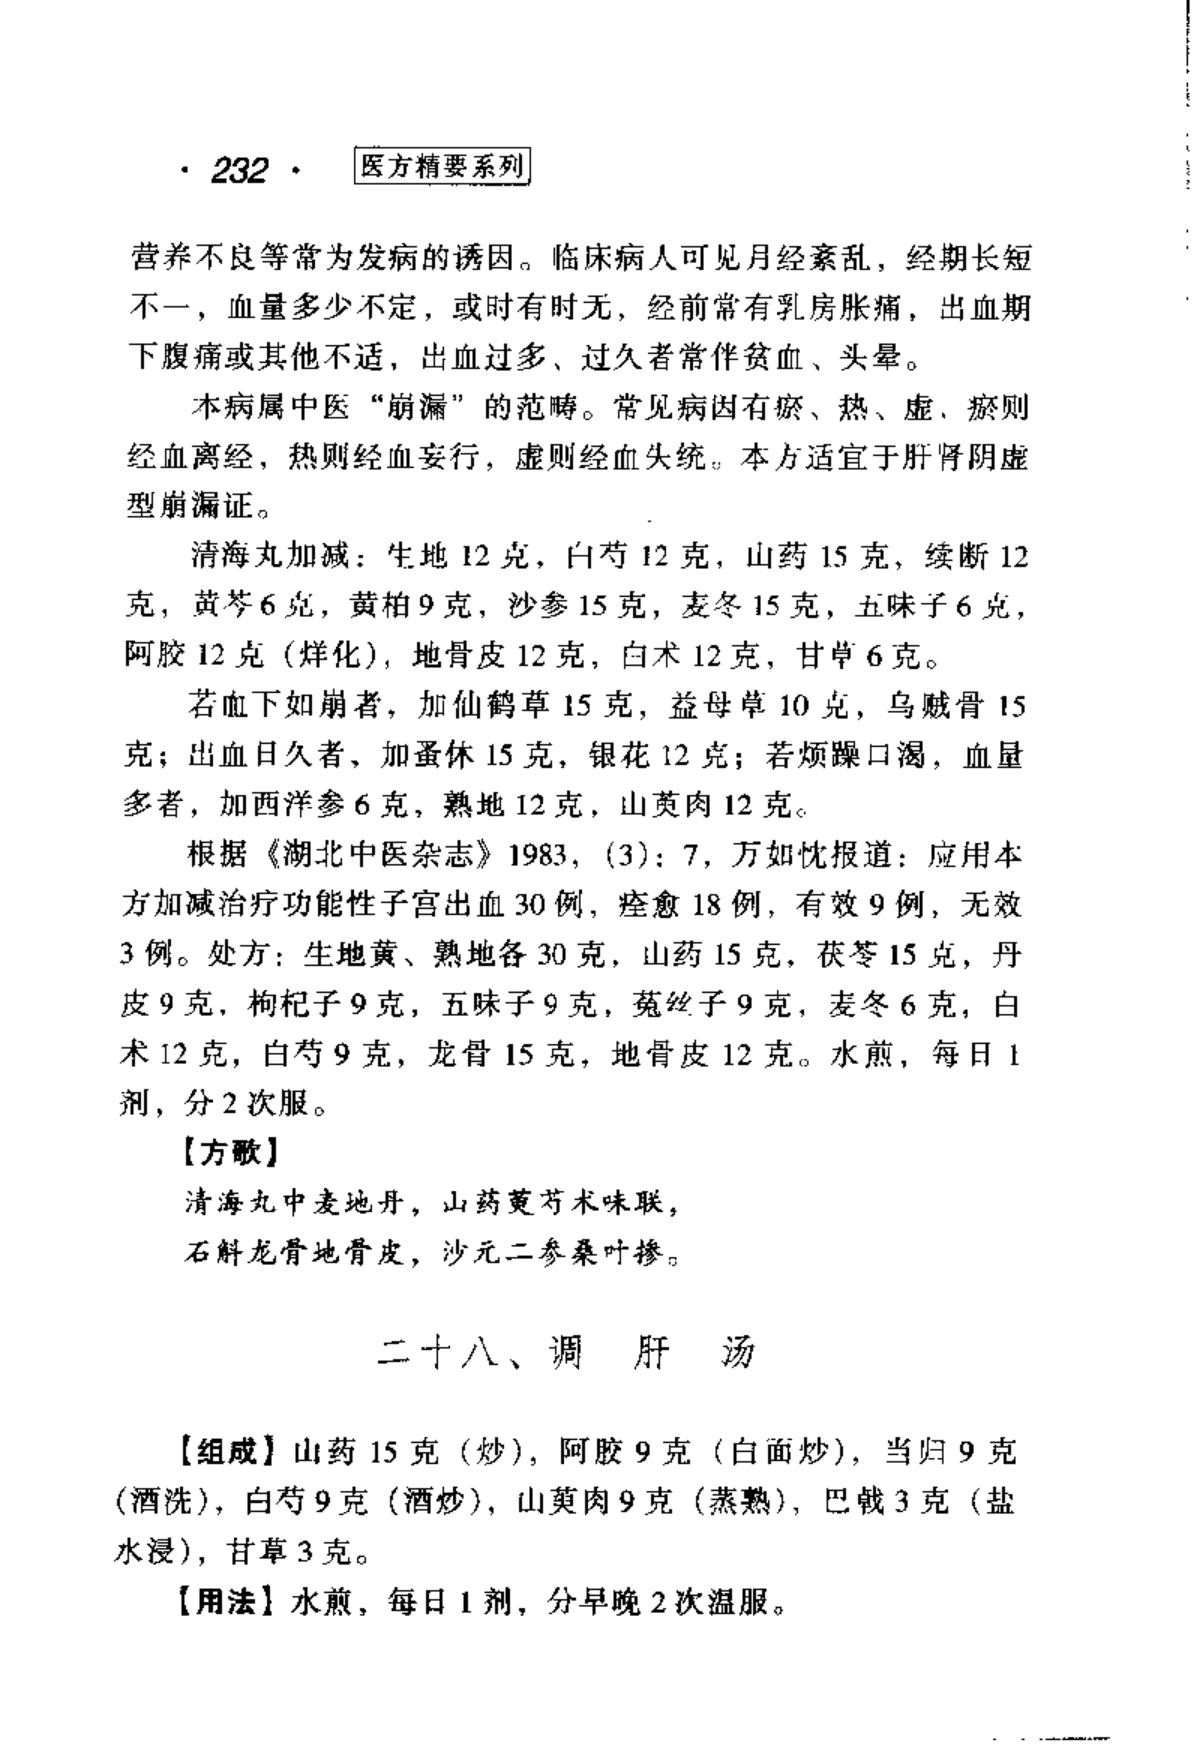 · 232 · 医方精要系列
营养不良等常为发病的诱因。临床病人可见月经紊乱，经期长短
不一，血量多少不定，或时有时无，经前常有乳房胀痛，出血期
下腹痛或其他不适，出血过多、过久者常伴贫血、头晕。
本病属中医“崩漏”的范畴。常见病因有瘀、热、虚。瘀则
经血离经，热则经血妄行，虚则经血失统。本方适宜于肝肾阴虚
型崩漏证。
清海丸加减：生地 12 克，白芍 12 克，山药 15 克，续断 12
克，黄芩 6 克，黄柏 9 克，沙参 15 克，麦冬 15 克，五味子 6 克，
阿胶 12 克（烊化），地骨皮 12 克，白术 12 克，甘草 6 克。
若血下如崩者，加仙鹤草 15 克，益母草 10 克，乌贼骨 15
克；出血日久者，加蚤休 15 克，银花 12 克；若烦躁口渴，血量
多者，加西洋参 6 克，熟地 12 克，山萸肉 12 克。
根据《湖北中医杂志》1983，（3）：7，万如忱报道：应用本
方加减治疗功能性子宫出血 30 例，痊愈 18 例，有效 9 例，无效
3 例。处方：生地黄、熟地各 30 克，山药 15 克，茯苓 15 克，丹
皮 9 克，枸杞子 9 克，五味子 9 克，菟丝子 9 克，麦冬 6 克，白
术 12 克，白芍 9 克，龙骨 15 克，地骨皮 12 克。水煎，每日 1
剂，分 2 次服。
【方歌】
清海丸中麦地丹，山药萸芍术味联，
石斛龙骨地骨皮，沙元二参桑叶掺。
二十八、调 肝 汤
【组成】山药 15 克（炒），阿胶 9 克（白面炒），当归 9 克
（酒洗），白芍 9 克（酒炒），山萸肉 9 克（蒸熟），巴戟 3 克（盐
水浸），甘草 3 克。
【用法】水煎，每日 1 剂，分早晚 2 次温服。